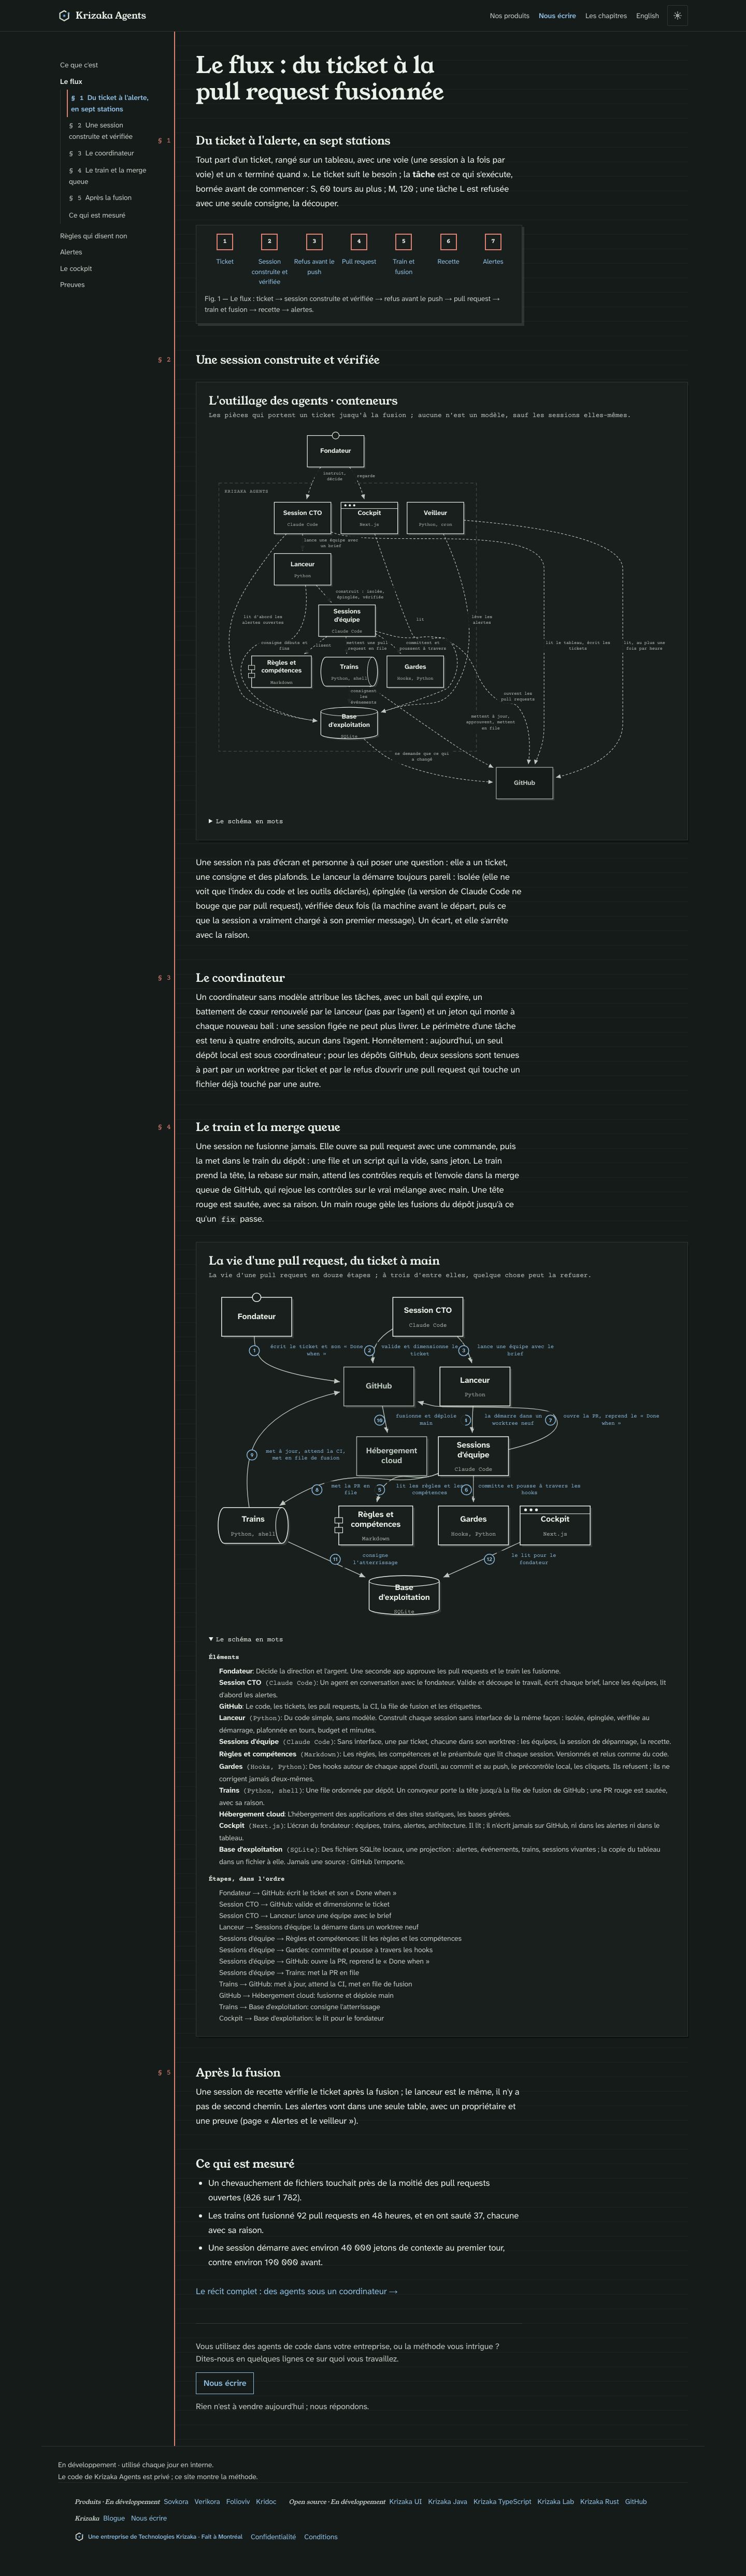 Krizaka Agents
Nos produits Nous écrire Les chapitres English
Ce que c'est
Le flux
§ 1 Du ticket à l'alerte,
en sept stations
§ 2 Une session
construite et vérifiée
§ 3 Le coordinateur
§ 4 Le train et la merge
queue
§ 5 Après la fusion
Ce qui est mesuré
Règles qui disent non
Alertes
Le cockpit
Preuves
Le flux : du ticket à la
pull request fusionnée
§ 1
Du ticket à l'alerte, en sept stations
Tout part d'un ticket, rangé sur un tableau, avec une voie (une session à la fois par
voie) et un « terminé quand ». Le ticket suit le besoin ; la tâche est ce qui s'exécute,
bornée avant de commencer : S, 60 tours au plus ; M, 120 ; une tâche L est refusée
avec une seule consigne, la découper.
1 2 3 4 5 6 7
Ticket
Session
construite et
vérifiée
Refus avant le
push
Pull request
Train et
fusion
Recette
Alertes
Fig. 1 — Le flux : ticket → session construite et vérifiée → refus avant le push → pull request →
train et fusion → recette → alertes.
§ 2
Une session construite et vérifiée
L'outillage des agents · conteneurs
Les pièces qui portent un ticket jusqu'à la fusion ; aucune n'est un modèle, sauf les sessions elles-mêmes.
Fondateur
instruit,
décide
regarde
KRIZAKA AGENTS
Session CTO
Claude Code
Cockpit
Next.js
Veilleur
Python, cron
lance une équipe avec
un brief
Lanceur
Python
construit : isolée,
épinglée, vérifiée
Sessions
d'équipe
Claude Code
lit d'abord les
alertes ouvertes
lit
lève les
alertes
consigne débuts et
fins
lisent
mettent une pull
request en file
committent et
poussent à travers
lit le tableau, écrit les
tickets
lit, au plus une
fois par heure
Règles et
compétences
Markdown
Trains
Python, shell
Gardes
Hooks, Python
consignent
les
événements
ouvrent les
pull requests
Base
d'exploitation
SQLite
mettent à jour,
approuvent, mettent
en file
ne demande que ce qui
a changé
GitHub
▶ Le schéma en mots
Une session n'a pas d'écran et personne à qui poser une question : elle a un ticket,
une consigne et des plafonds. Le lanceur la démarre toujours pareil : isolée (elle ne
voit que l'index du code et les outils déclarés), épinglée (la version de Claude Code ne
bouge que par pull request), vérifiée deux fois (la machine avant le départ, puis ce
que la session a vraiment chargé à son premier message). Un écart, et elle s'arrête
avec la raison.
§ 3
Le coordinateur
Un coordinateur sans modèle attribue les tâches, avec un bail qui expire, un
battement de cœur renouvelé par le lanceur (pas par l'agent) et un jeton qui monte à
chaque nouveau bail : une session figée ne peut plus livrer. Le périmètre d'une tâche
est tenu à quatre endroits, aucun dans l'agent. Honnêtement : aujourd'hui, un seul
dépôt local est sous coordinateur ; pour les dépôts GitHub, deux sessions sont tenues
à part par un worktree par ticket et par le refus d'ouvrir une pull request qui touche un
fichier déjà touché par une autre.
§ 4
Le train et la merge queue
Une session ne fusionne jamais. Elle ouvre sa pull request avec une commande, puis
la met dans le train du dépôt : une file et un script qui la vide, sans jeton. Le train
prend la tête, la rebase sur main, attend les contrôles requis et l'envoie dans la merge
queue de GitHub, qui rejoue les contrôles sur le vrai mélange avec main. Une tête
rouge est sautée, avec sa raison. Un main rouge gèle les fusions du dépôt jusqu'à ce
qu'un fix passe.
La vie d'une pull request, du ticket à main
La vie d'une pull request en douze étapes ; à trois d'entre elles, quelque chose peut la refuser.
Fondateur
Session CTO
Claude Code
1 écrit le ticket et son « Done
when »
2 valide et dimensionne le
ticket
3 lance une équipe avec le
brief
GitHub
Lanceur
Python
10 fusionne et déploie
main
la démarre dans un
worktree neuf
7 ouvre la PR, reprend le « Done
when »
9 met à jour, attend la CI,
met en file de fusion
Hébergement
cloud
Sessions
d'équipe
Claude Code
8 met la PR en
file
5 lit les règles et les
compétences
6 committe et pousse à travers les
hooks
Trains
Python, shell
Règles et
compétences
Markdown
Gardes
Hooks, Python
Cockpit
Next.js
11 consigne
l'atterrissage
12 le lit pour le
fondateur
Base
d'exploitation
SQLite
▼ Le schéma en mots
Éléments
Fondateur: Décide la direction et l'argent. Une seconde app approuve les pull requests et le train les fusionne.
Session CTO (Claude Code): Un agent en conversation avec le fondateur. Valide et découpe le travail, écrit chaque brief, lance les équipes, lit
d'abord les alertes.
GitHub: Le code, les tickets, les pull requests, la CI, la file de fusion et les étiquettes.
Lanceur (Python): Du code simple, sans modèle. Construit chaque session sans interface de la même façon : isolée, épinglée, vérifiée au
démarrage, plafonnée en tours, budget et minutes.
Sessions d'équipe (Claude Code): Sans interface, une par ticket, chacune dans son worktree : les équipes, la session de dépannage, la recette.
Règles et compétences (Markdown): Les règles, les compétences et le préambule que lit chaque session. Versionnés et relus comme du code.
Gardes (Hooks, Python): Des hooks autour de chaque appel d'outil, au commit et au push, le précontrôle local, les cliquets. Ils refusent ; ils ne
corrigent jamais d'eux-mêmes.
Trains (Python, shell): Une file ordonnée par dépôt. Un convoyeur porte la tête jusqu'à la file de fusion de GitHub ; une PR rouge est sautée,
avec sa raison.
Hébergement cloud: L'hébergement des applications et des sites statiques, les bases gérées.
Cockpit (Next.js): L'écran du fondateur : équipes, trains, alertes, architecture. Il lit ; il n'écrit jamais sur GitHub, ni dans les alertes ni dans le
tableau.
Base d'exploitation (SQLite): Des fichiers SQLite locaux, une projection : alertes, événements, trains, sessions vivantes ; la copie du tableau
dans un fichier à elle. Jamais une source : GitHub l'emporte.
Étapes, dans l'ordre
Fondateur → GitHub: écrit le ticket et son « Done when »
Session CTO → GitHub: valide et dimensionne le ticket
Session CTO → Lanceur: lance une équipe avec le brief
Lanceur → Sessions d'équipe: la démarre dans un worktree neuf
Sessions d'équipe → Règles et compétences: lit les règles et les compétences
Sessions d'équipe → Gardes: committe et pousse à travers les hooks
Sessions d'équipe → GitHub: ouvre la PR, reprend le « Done when »
Sessions d'équipe → Trains: met la PR en file
Trains → GitHub: met à jour, attend la CI, met en file de fusion
GitHub → Hébergement cloud: fusionne et déploie main
Trains → Base d'exploitation: consigne l'atterrissage
Cockpit → Base d'exploitation: le lit pour le fondateur
§ 5
Après la fusion
Une session de recette vérifie le ticket après la fusion ; le lanceur est le même, il n'y a
pas de second chemin. Les alertes vont dans une seule table, avec un propriétaire et
une preuve (page « Alertes et le veilleur »).
Ce qui est mesuré
• Un chevauchement de fichiers touchait près de la moitié des pull requests
ouvertes (826 sur 1 782).
• Les trains ont fusionné 92 pull requests en 48 heures, et en ont sauté 37, chacune
avec sa raison.
• Une session démarre avec environ 40 000 jetons de contexte au premier tour,
contre environ 190 000 avant.
Le récit complet : des agents sous un coordinateur →
Vous utilisez des agents de code dans votre entreprise, ou la méthode vous intrigue ?
Dites-nous en quelques lignes ce sur quoi vous travaillez.
Nous écrire
Rien n'est à vendre aujourd'hui ; nous répondons.
En développement · utilisé chaque jour en interne.
Le code de Krizaka Agents est privé ; ce site montre la méthode.
Produits · En développement Sovkora Verikora Folioviv Kridoc Open source · En développement Krizaka UI Krizaka Java Krizaka TypeScript Krizaka Lab Krizaka Rust GitHub
Krizaka Blogue Nous écrire
Une entreprise de Technologies Krizaka · Fait à Montréal Confidentialité Conditions